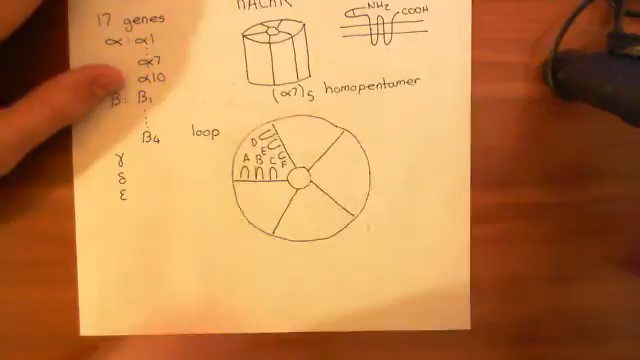 nAChR
17 genes
α: α1
⋮
α7
α10
β: β1
⋮
β4
γ
δ
ε
NH2
COOH
(α7)5 homopentamer
loop
D
E
F
A B C